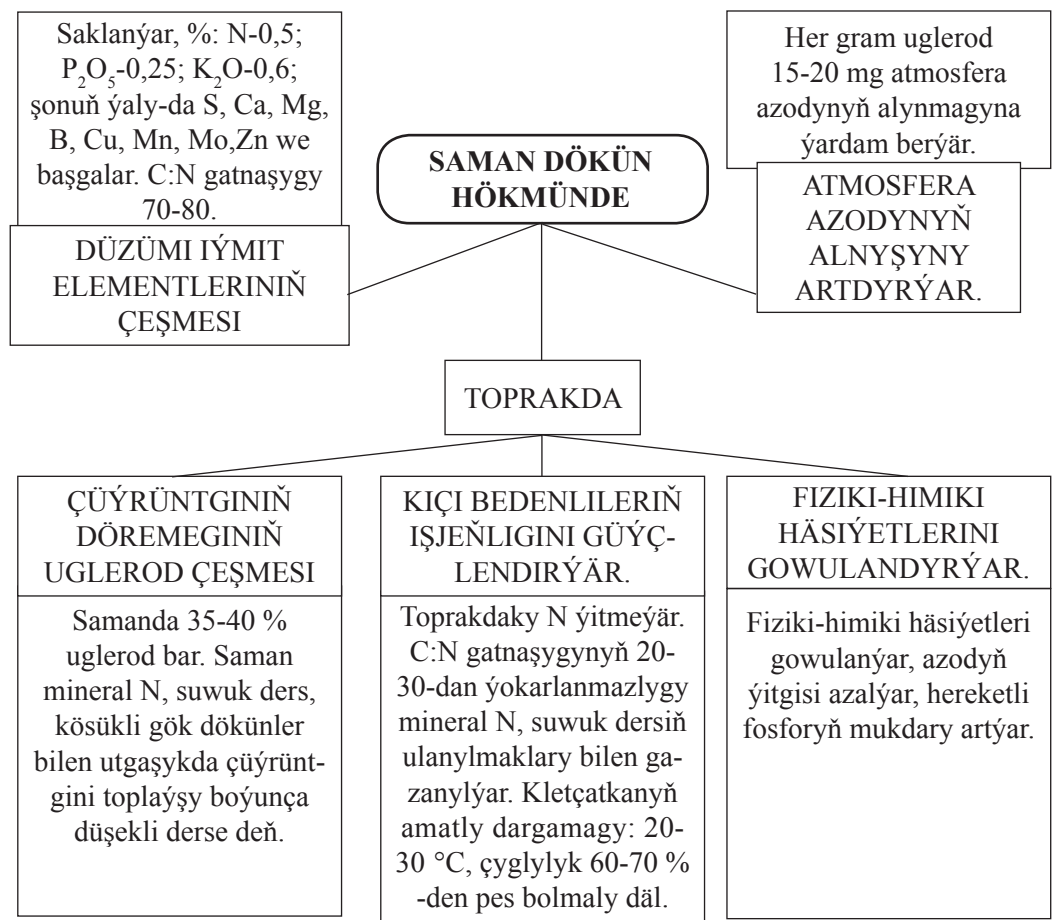 Saklanýar, %: N-0,5;
P₂O₅-0,25; K₂O-0,6;
şonuň ýaly-da S, Ca, Mg,
B, Cu, Mn, Mo,Zn we
başgalar. C:N gatnaşygy
70-80.
DÜZÜMI IÝMIT
ELEMENTLERINIŇ
ÇEŞMESI
SAMAN DÖKÜN
HÖKMÜNDE
Her gram uglerod
15-20 mg atmosfera
azodynyň alynmagyna
ýardam berýär.
ATMOSFERA
AZODYNYŇ
ALNYŞYNY
ARTDYRÝAR.
TOPRAKDA
ÇÜÝRÜNTGINIŇ
DÖREMEGINIŇ
UGLEROD ÇEŞMESI
Samanda 35-40 %
uglerod bar. Saman
mineral N, suwuk ders,
kösükli gök dökünler
bilen utgaşykda çüýrünt-
gini toplaýşy boýunça
düşekli derse deň.
KIÇI BEDENLILERIŇ
IŞJEŇLIGINI GÜÝÇ-
LENDIRÝÄR.
Toprakdaky N ýitmeýär.
C:N gatnaşygynyň 20-
30-dan ýokarlanmazlygy
mineral N, suwuk dersiň
ulanylmaklary bilen ga-
zanylýar. Kletçatkanyň
amatly dargamagy: 20-
30 °C, çyglylyk 60-70 %
-den pes bolmaly däl.
FIZIKI-HIMIKI
HÄSIÝETLERINI
GOWULANDYRÝAR.
Fiziki-himiki häsiýetleri
gowulanýar, azodyň
ýitgisi azalýar, hereketli
fosforyň mukdary artýar.